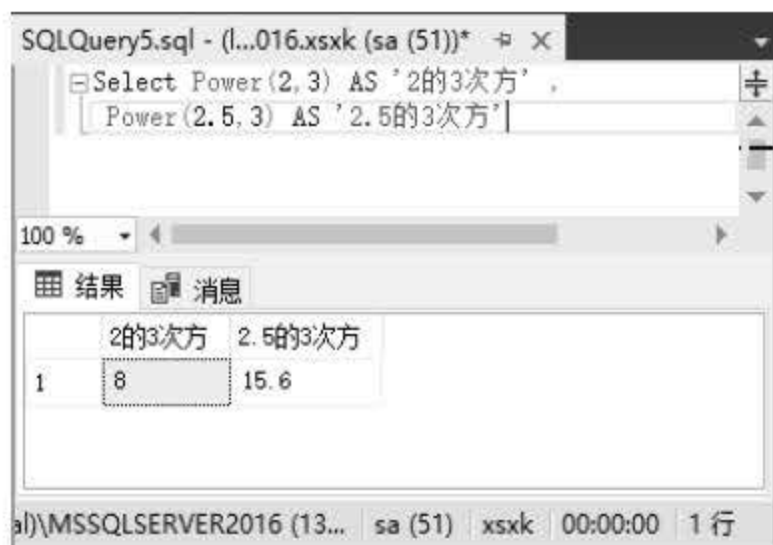 SQLQuery5.sql - (l...016.xsxk (sa (51))* ✕
Select Power(2,3) AS '2的3次方' ,
Power(2.5,3) AS '2.5的3次方'
100 %
结果 消息
2的3次方 2.5的3次方
1 8 15.6
al)\MSSQLSERVER2016 (13... sa (51) xsxk 00:00:00 1 行